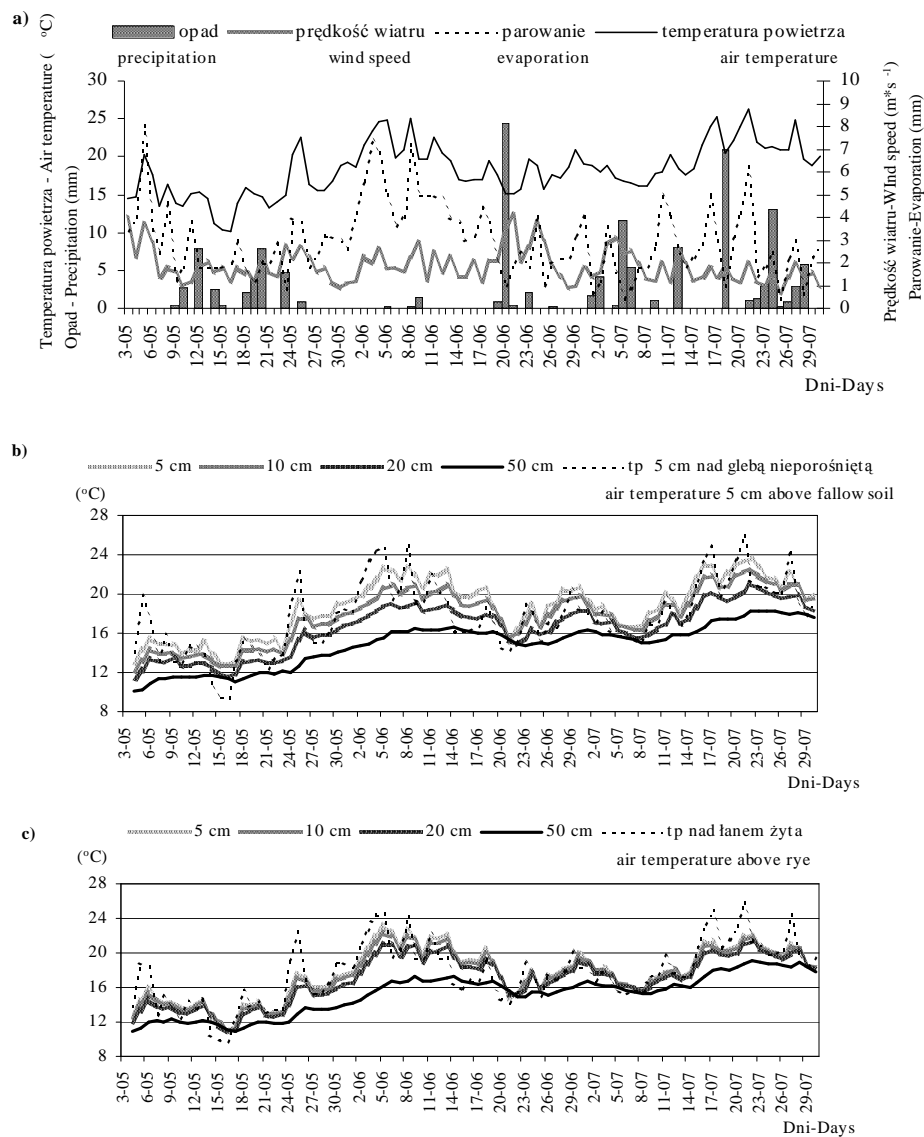 a)
opad prędkość wiatru parowanie temperatura powietrza
precipitation wind speed evaporation air temperature
Temperatura powietrza - Air temperature ( °C)
Opad - Precipitation (mm)
30
25
20
15
10
5
0
10
9
8
7
6
5
4
3
2
1
0
Prędkość wiatru-WInd speed (m*s -1)
Parowanie-Evaporation (mm)
3-05 6-05 9-05 12-05 15-05 18-05 21-05 24-05 27-05 30-05 2-06 5-06 8-06 11-06 14-06 17-06 20-06 23-06 26-06 29-06 2-07 5-07 8-07 11-07 14-07 17-07 20-07 23-07 26-07 29-07
Dni-Days
b)
5 cm 10 cm 20 cm 50 cm tp 5 cm nad glebą nieporośniętą
(°C) air temperature 5 cm above fallow soil
28
24
20
16
12
8
3-05 6-05 9-05 12-05 15-05 18-05 21-05 24-05 27-05 30-05 2-06 5-06 8-06 11-06 14-06 17-06 20-06 23-06 26-06 29-06 2-07 5-07 8-07 11-07 14-07 17-07 20-07 23-07 26-07 29-07
Dni-Days
c)
5 cm 10 cm 20 cm 50 cm tp nad łanem żyta
(°C) air temperature above rye
28
24
20
16
12
8
3-05 6-05 9-05 12-05 15-05 18-05 21-05 24-05 27-05 30-05 2-06 5-06 8-06 11-06 14-06 17-06 20-06 23-06 26-06 29-06 2-07 5-07 8-07 11-07 14-07 17-07 20-07 23-07 26-07 29-07
Dni-Days